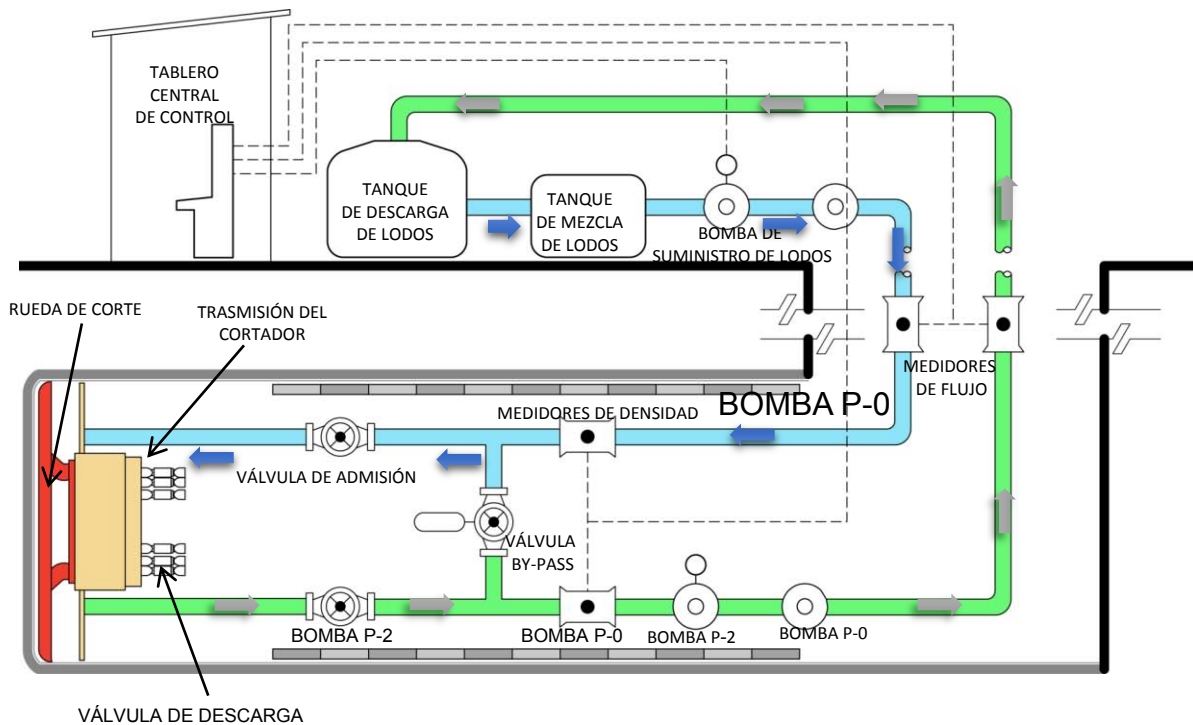 TABLERO
CENTRAL
DE CONTROL
TANQUE
DE DESCARGA
DE LODOS
TANQUE
DE MEZCLA
DE LODOS
BOMBA DE
SUMINISTRO DE LODOS
RUEDA DE CORTE
TRASMISIÓN DEL
CORTADOR
MEDIDORES
DE FLUJO
MEDIDORES DE DENSIDAD
BOMBA P-0
VÁLVULA DE ADMISIÓN
VÁLVULA
BY-PASS
BOMBA P-2
BOMBA P-0
BOMBA P-2
BOMBA P-0
VÁLVULA DE DESCARGA